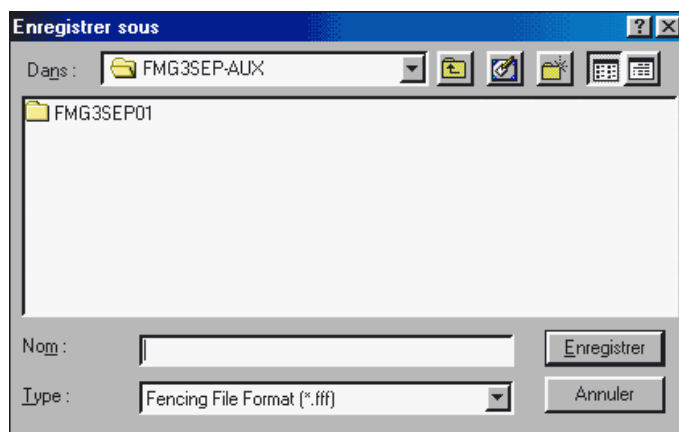 Enregistrer sous
Dans : FMG3SEP-AUX
FMG3SEP01
Nom : Enregistrer
Type : Fencing File Format (*.fff) Annuler